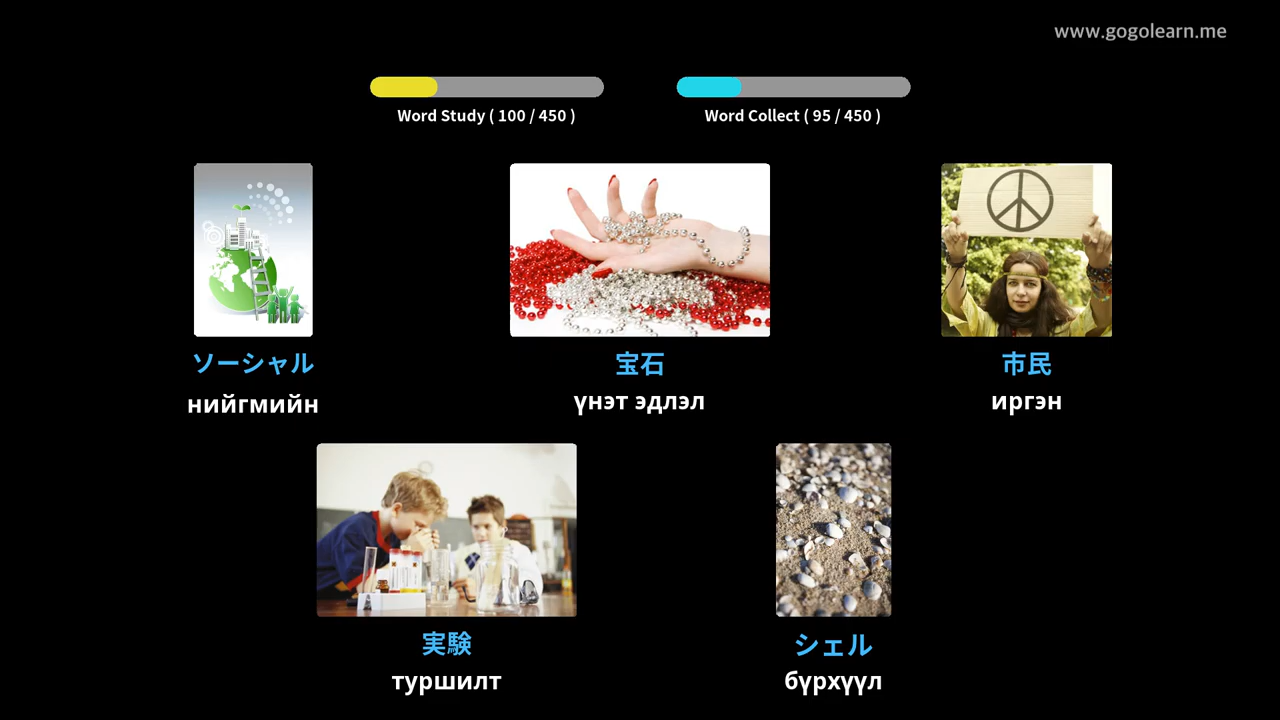 www.gogolearn.me
Word Study ( 100 / 450 )
Word Collect ( 95 / 450 )
ソーシャル
нийгмийн
宝石
үнэт эдлэл
市民
иргэн
実験
туршилт
シェル
бүрхүүл